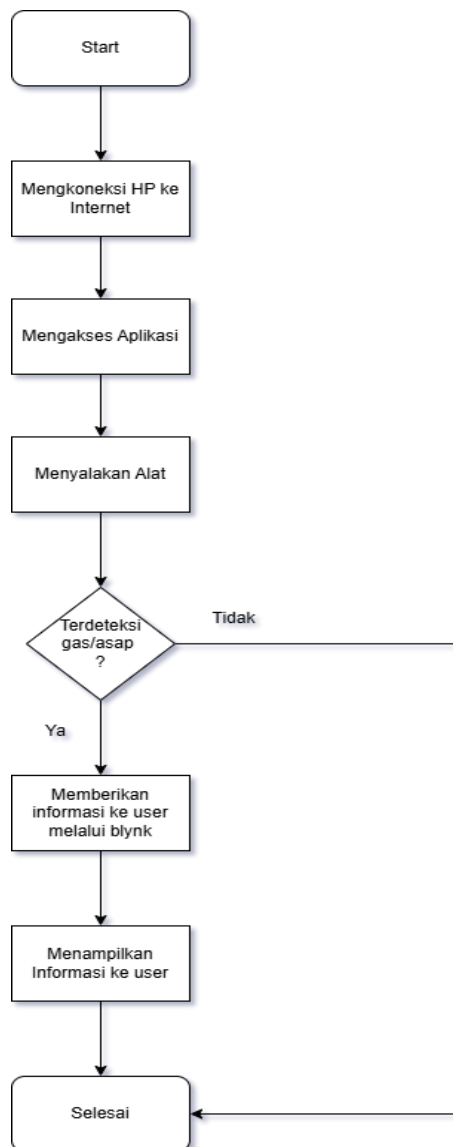 Start
Mengkoneksi HP ke
Internet
Mengakses Aplikasi
Menyalakan Alat
Terdeteksi
gas/asap
?
Tidak
Ya
Memberikan
informasi ke user
melalui blynk
Menampilkan
Informasi ke user
Selesai